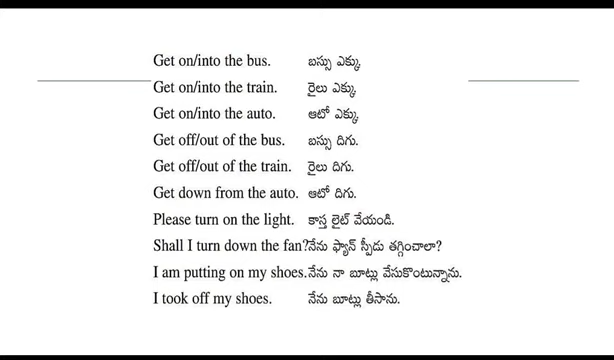 Get on/into the bus. బస్సు ఎక్కు
Get on/into the train. రైలు ఎక్కు
Get on/into the auto. ఆటో ఎక్కు
Get off/out of the bus. బస్సు దిగు.
Get off/out of the train. రైలు దిగు.
Get down from the auto. ఆటో దిగు.
Please turn on the light. కాస్త లైట్ వేయండి.
Shall I turn down the fan?నేను ఫ్యాన్ స్పీడు తగ్గించాలా?
I am putting on my shoes.నేను నా బూట్లు వేసుకొంటున్నాను.
I took off my shoes. నేను బూట్లు తీసాను.